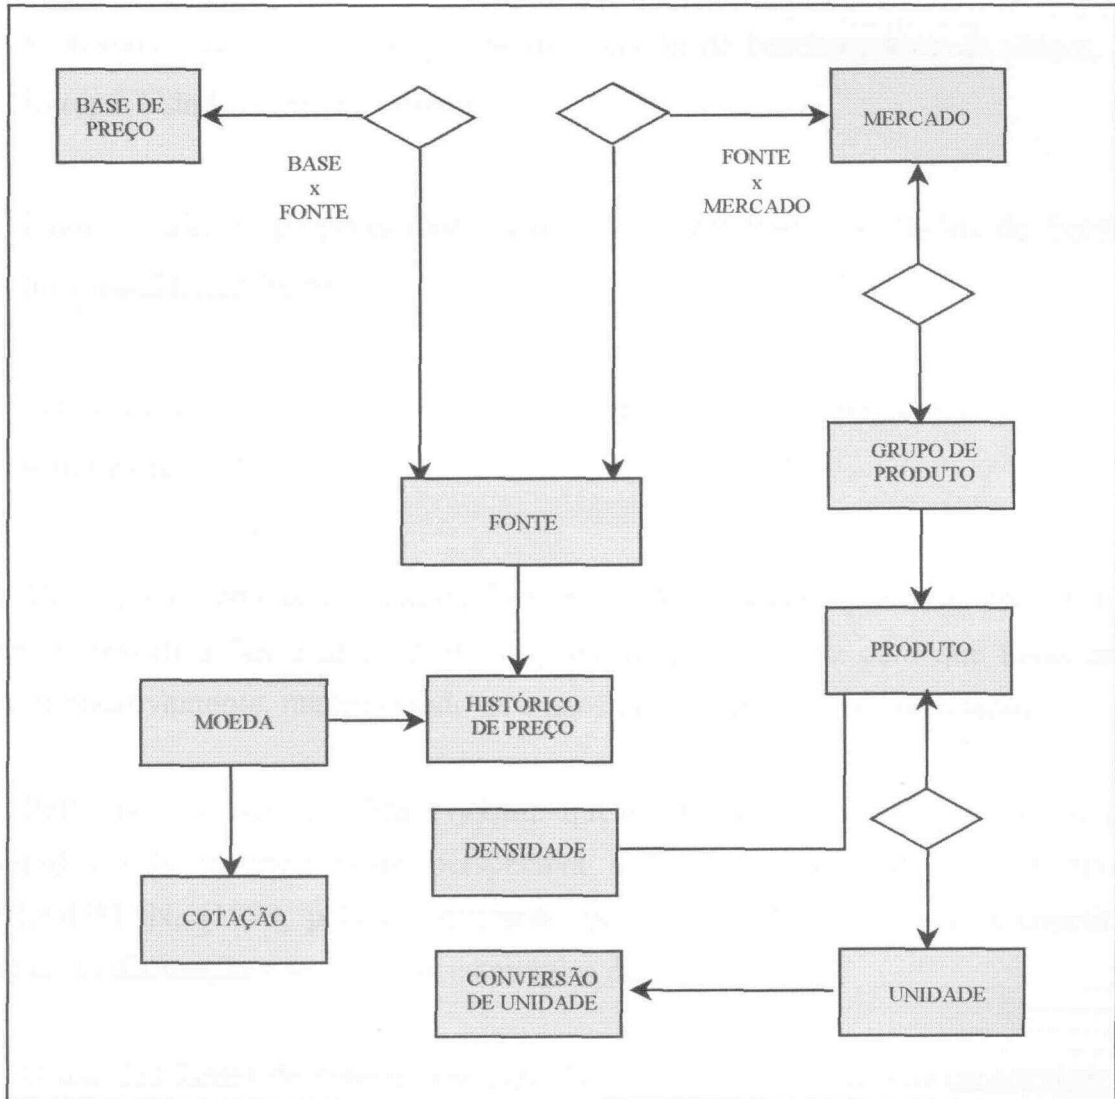 BASE DE
PREÇO
MERCADO
BASE
x
FONTE
FONTE
x
MERCADO
GRUPO DE
PRODUTO
FONTE
PRODUTO
MOEDA
HISTÓRICO
DE PREÇO
DENSIDADE
COTAÇÃO
CONVERSÃO
DE UNIDADE
UNIDADE